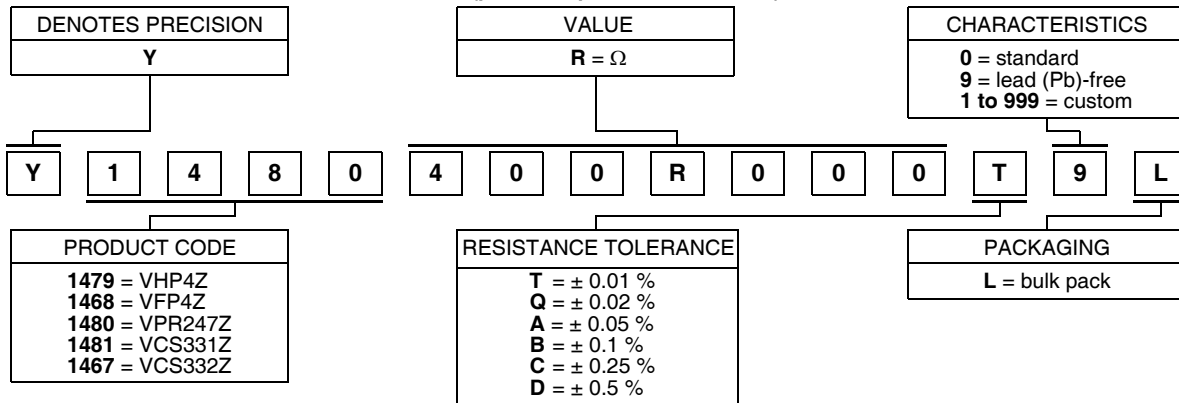 DENOTES PRECISION
Y
VALUE
R = Ω
CHARACTERISTICS
0 = standard
9 = lead (Pb)-free
1 to 999 = custom
Y 1 4 8 0 4 0 0 R 0 0 0 T 9 L
PRODUCT CODE
1479 = VHP4Z
1468 = VFP4Z
1480 = VPR247Z
1481 = VCS331Z
1467 = VCS332Z
RESISTANCE TOLERANCE
T = ± 0.01 %
Q = ± 0.02 %
A = ± 0.05 %
B = ± 0.1 %
C = ± 0.25 %
D = ± 0.5 %
PACKAGING
L = bulk pack